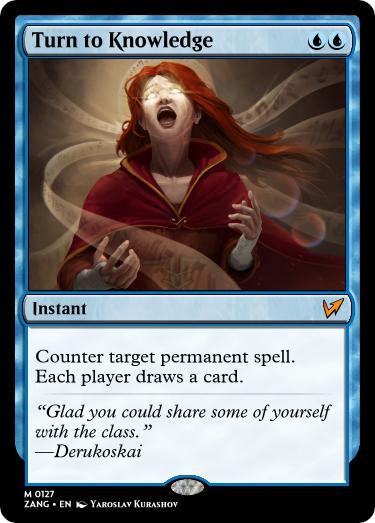 Turn to Knowledge
Instant
Counter target permanent spell.
Each player draws a card.
“Glad you could share some of yourself
with the class.”
—Derukoskai
M 0127
ZANG • EN Yaroslav Kurashov